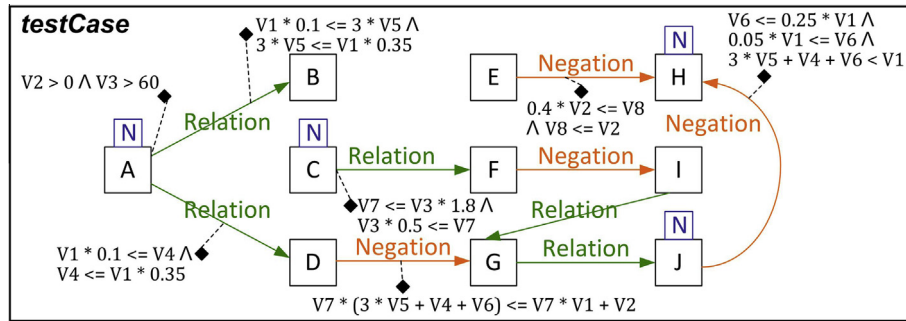 testCase
V1 * 0.1 <= 3 * V5 Λ
3 * V5 <= V1 * 0.35
V6 <= 0.25 * V1 Λ
0.05 * V1 <= V6 Λ
3 * V5 + V4 + V6 < V1
V2 > 0 Λ V3 > 60
B
E
Negation
N
H
0.4 * V2 <= V8
Λ V8 <= V2
Negation
Relation
N
A
N
C
Relation
F
Negation
I
V7 <= V3 * 1.8 Λ
V3 * 0.5 <= V7
Relation
Relation
N
V1 * 0.1 <= V4 Λ
V4 <= V1 * 0.35
D
Negation
G
Relation
J
V7 * (3 * V5 + V4 + V6) <= V7 * V1 + V2